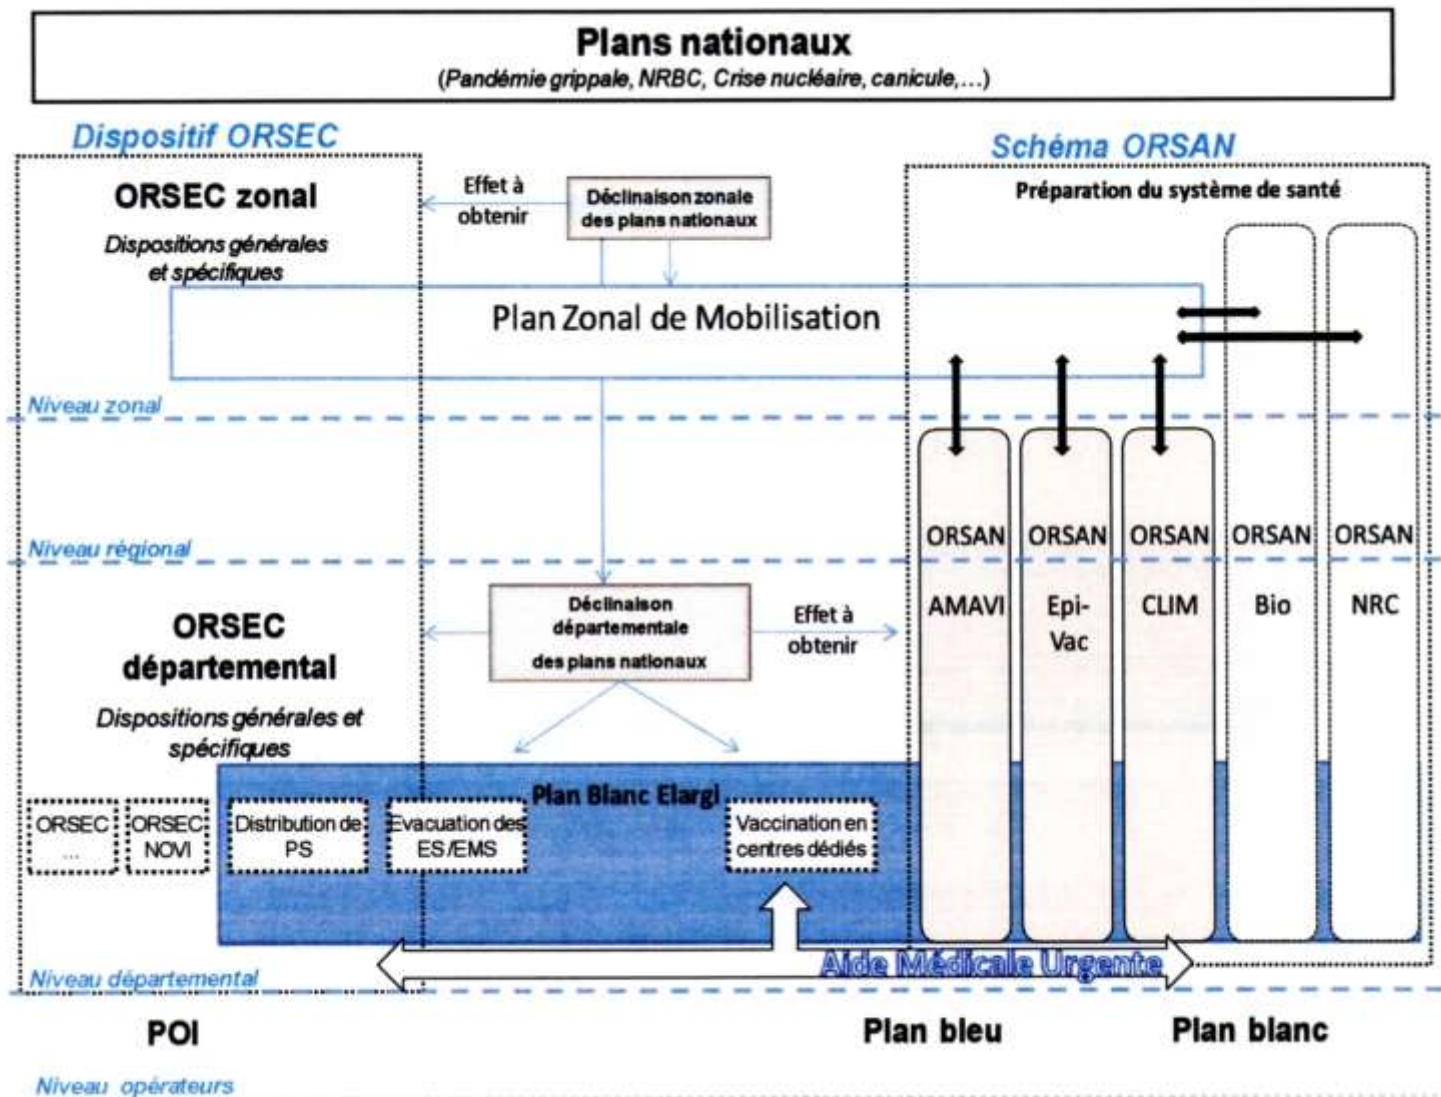 Plans nationaux
(Pandémie grippale, NRBC, Crise nucléaire, canicule,…)
Dispositif ORSEC
Schéma ORSAN
ORSEC zonal
Dispositions générales
et spécifiques
Effet à
obtenir
Déclinaison zonale
des plans nationaux
Préparation du système de santé
Plan Zonal de Mobilisation
Niveau zonal
Niveau régional
ORSAN
AMAVI
ORSAN
Epi-
Vac
ORSAN
CLIM
ORSAN
Bio
ORSAN
NRC
ORSEC
départemental
Dispositions générales et
spécifiques
Déclinaison
départementale
des plans nationaux
Effet à
obtenir
Plan Blanc Elargi
ORSEC
...
ORSEC
NOVI
Distribution de
PS
Evacuation des
ES /EMS
Vaccination en
centres dédiés
Aide Médicale Urgente
Niveau départemental
POI
Plan bleu
Plan blanc
Niveau opérateurs